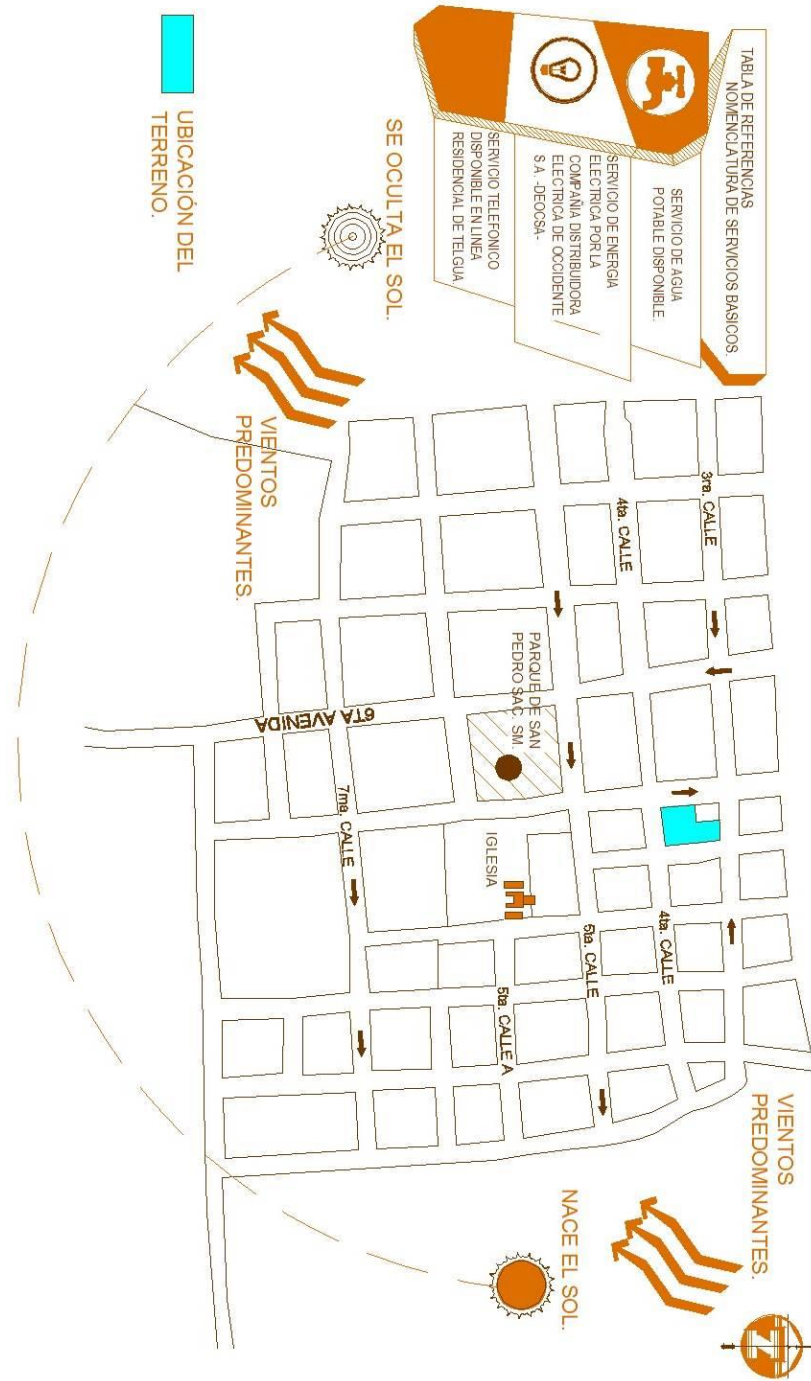 TABLA DE REFERENCIAS
NOMENCLATURA DE SERVICIOS BASICOS.
SERVICIO DE AGUA
POTABLE DISPONIBLE.
SERVICIO DE ENERGIA
ELECTRICA POR LA
COMPAÑIA DISTRIBUIDORA
ELECTRICA DE OCCIDENTE
S.A. -DEOCSA-
SERVICIO TELEFONICO
DISPONIBLE EN LINEA
RESIDENCIAL DE TELGUA
SE OCULTA EL SOL.
UBICACIÓN DEL
TERRENO.
VIENTOS
PREDOMINANTES.
3ra. CALLE
4ta. CALLE
PARQUE DE SAN
PEDRO SAC. SM.
6TA AVENIDA
7ma. CALLE
IGLESIA
4ta. CALLE
5ta. CALLE
5ta. CALLE A
VIENTOS
PREDOMINANTES.
NACE EL SOL.
N